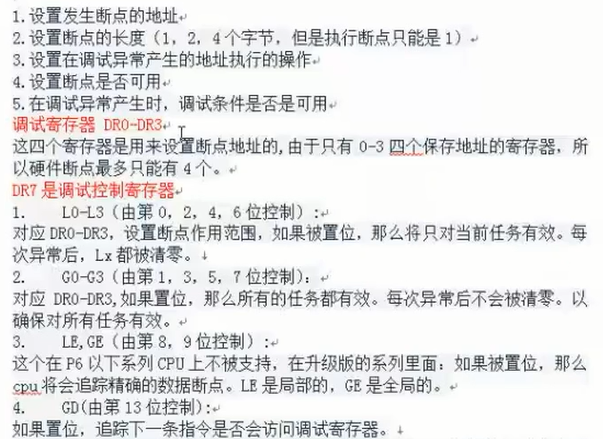 1.设置发生断点的地址
2.设置断点的长度（1，2，4个字节，但是执行断点只能是1）
3.设置在调试异常产生的地址执行的操作
4.设置断点是否可用
5.在调试异常产生时，调试条件是否是可用
调试寄存器 DR0-DR3
这四个寄存器是用来设置断点地址的,由于只有 0-3 四个保存地址的寄存器，所
以硬件断点最多只能有 4 个。
DR7 是调试控制寄存器
1. L0-L3（由第 0，2，4，6 位控制）:
对应 DR0-DR3，设置断点作用范围，如果被置位，那么将只对当前任务有效。每
次异常后，Lx 都被清零。
2. G0-G3（由第 1，3，5，7 位控制）：
对应 DR0-DR3,如果置位，那么所有的任务都有效。每次异常后不会被清零。以
确保对所有任务有效。
3. LE,GE（由第 8，9 位控制）:
这个在 P6 以下系列 CPU 上不被支持，在升级版的系列里面：如果被置位，那么
cpu 将会追踪精确的数据断点。LE 是局部的，GE 是全局的。
4. GD(由第 13 位控制):
如果置位，追踪下一条指令是否会访问调试寄存器。